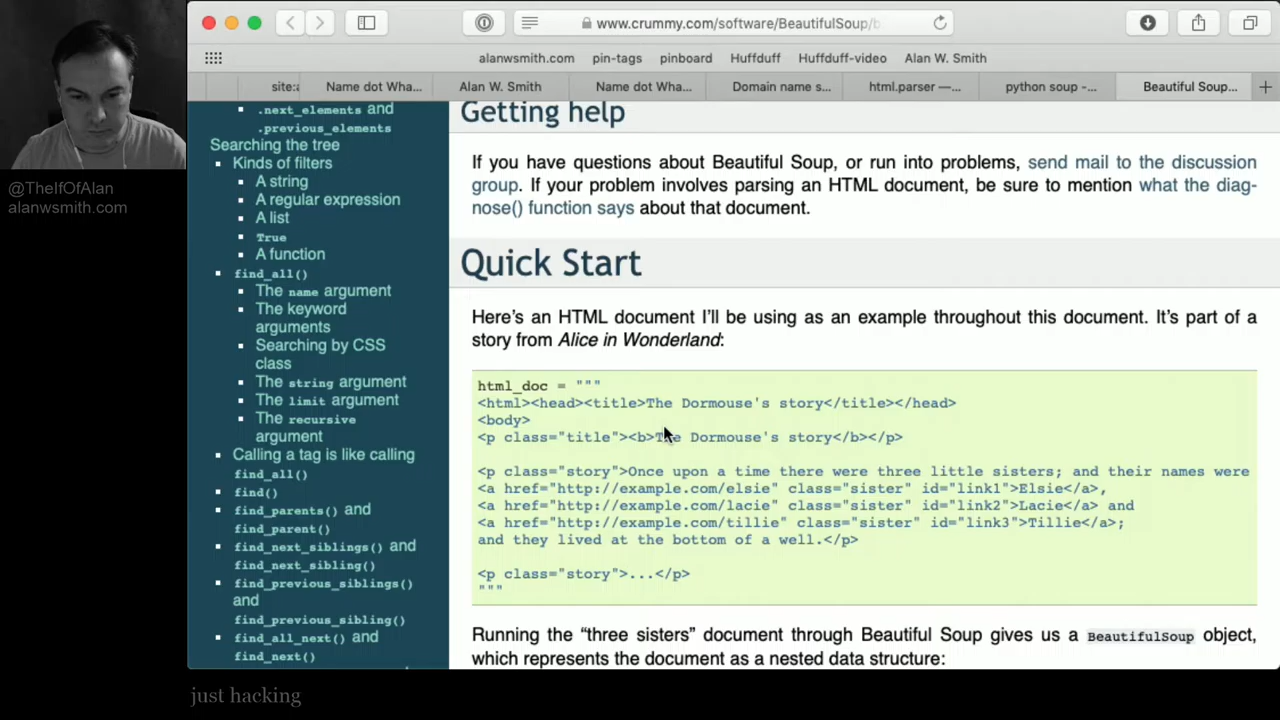 www.crummy.com/software/BeautifulSoup/b
alanwsmith.com pin-tags pinboard Huffduff Huffduff-video Alan W. Smith
site:a Name dot Wha... Alan W. Smith Name dot Wha... Domain name s... html.parser —... python soup -... Beautiful Soup...
@TheIfOfAlan
alanwsmith.com
.next_elements and
.previous_elements
Searching the tree
Kinds of filters
A string
A regular expression
A list
True
A function
find_all()
The name argument
The keyword
arguments
Searching by CSS
class
The string argument
The limit argument
The recursive
argument
Calling a tag is like calling
find_all()
find()
find_parents() and
find_parent()
find_next_siblings() and
find_next_sibling()
find_previous_siblings()
and
find_previous_sibling()
find_all_next() and
find_next()
Getting help
If you have questions about Beautiful Soup, or run into problems, send mail to the discussion
group. If your problem involves parsing an HTML document, be sure to mention what the diag-
nose() function says about that document.
Quick Start
Here’s an HTML document I’ll be using as an example throughout this document. It’s part of a
story from Alice in Wonderland:
html_doc = """
<html><head><title>The Dormouse's story</title></head>
<body>
<p class="title"><b>The Dormouse's story</b></p>
<p class="story">Once upon a time there were three little sisters; and their names were
<a href="http://example.com/elsie" class="sister" id="link1">Elsie</a>,
<a href="http://example.com/lacie" class="sister" id="link2">Lacie</a> and
<a href="http://example.com/tillie" class="sister" id="link3">Tillie</a>;
and they lived at the bottom of a well.</p>
<p class="story">...</p>
"""
Running the “three sisters” document through Beautiful Soup gives us a BeautifulSoup object,
which represents the document as a nested data structure:
just hacking